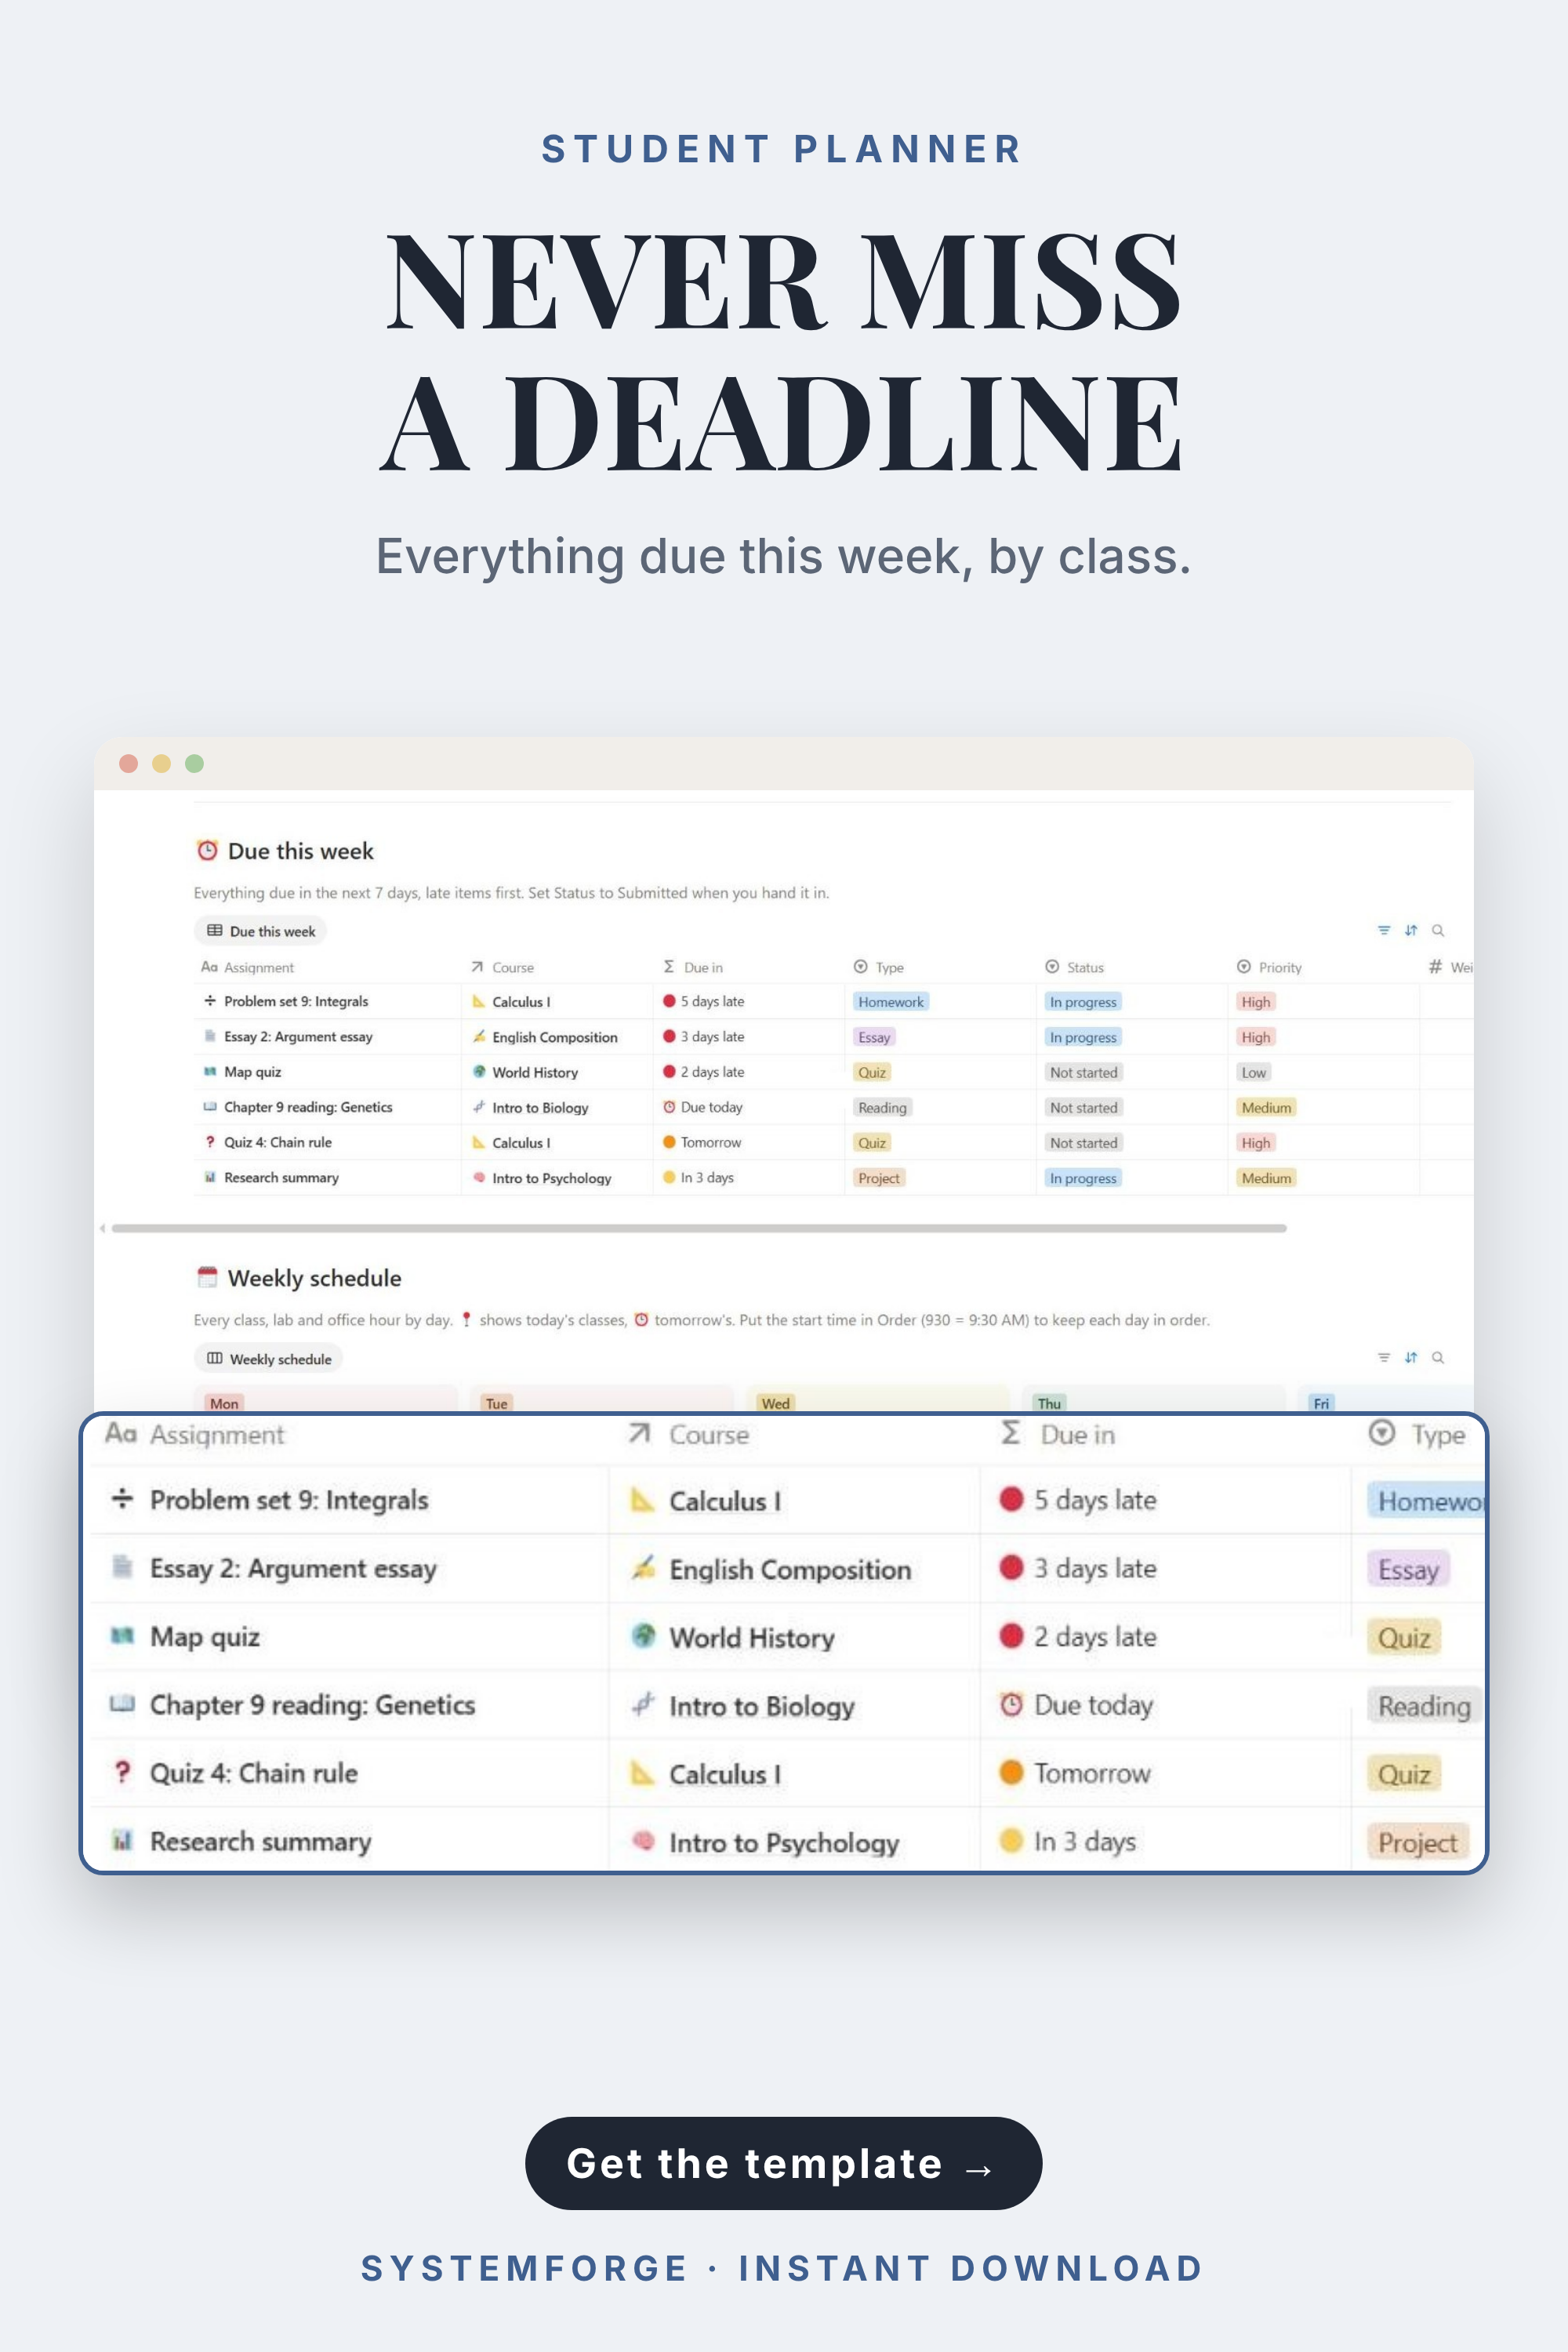 STUDENT PLANNER
NEVER MISS
A DEADLINE
Everything due this week, by class.
Due this week
Everything due in the next 7 days, late items first. Set Status to Submitted when you hand it in.
Due this week
Aa Assignment Course Σ Due in Type Status Priority # Wei
Problem set 9: Integrals Calculus I 5 days late Homework In progress High
Essay 2: Argument essay English Composition 3 days late Essay In progress High
Map quiz World History 2 days late Quiz Not started Low
Chapter 9 reading: Genetics Intro to Biology Due today Reading Not started Medium
Quiz 4: Chain rule Calculus I Tomorrow Quiz Not started High
Research summary Intro to Psychology In 3 days Project In progress Medium
Weekly schedule
Every class, lab and office hour by day. 📍 shows today's classes, ⏰ tomorrow's. Put the start time in Order (930 = 9:30 AM) to keep each day in order.
Weekly schedule
Mon Tue Wed Thu Fri
Aa Assignment Course Σ Due in Type
Problem set 9: Integrals Calculus I 5 days late Homewor
Essay 2: Argument essay English Composition 3 days late Essay
Map quiz World History 2 days late Quiz
Chapter 9 reading: Genetics Intro to Biology Due today Reading
Quiz 4: Chain rule Calculus I Tomorrow Quiz
Research summary Intro to Psychology In 3 days Project
Get the template →
SYSTEMFORGE · INSTANT DOWNLOAD